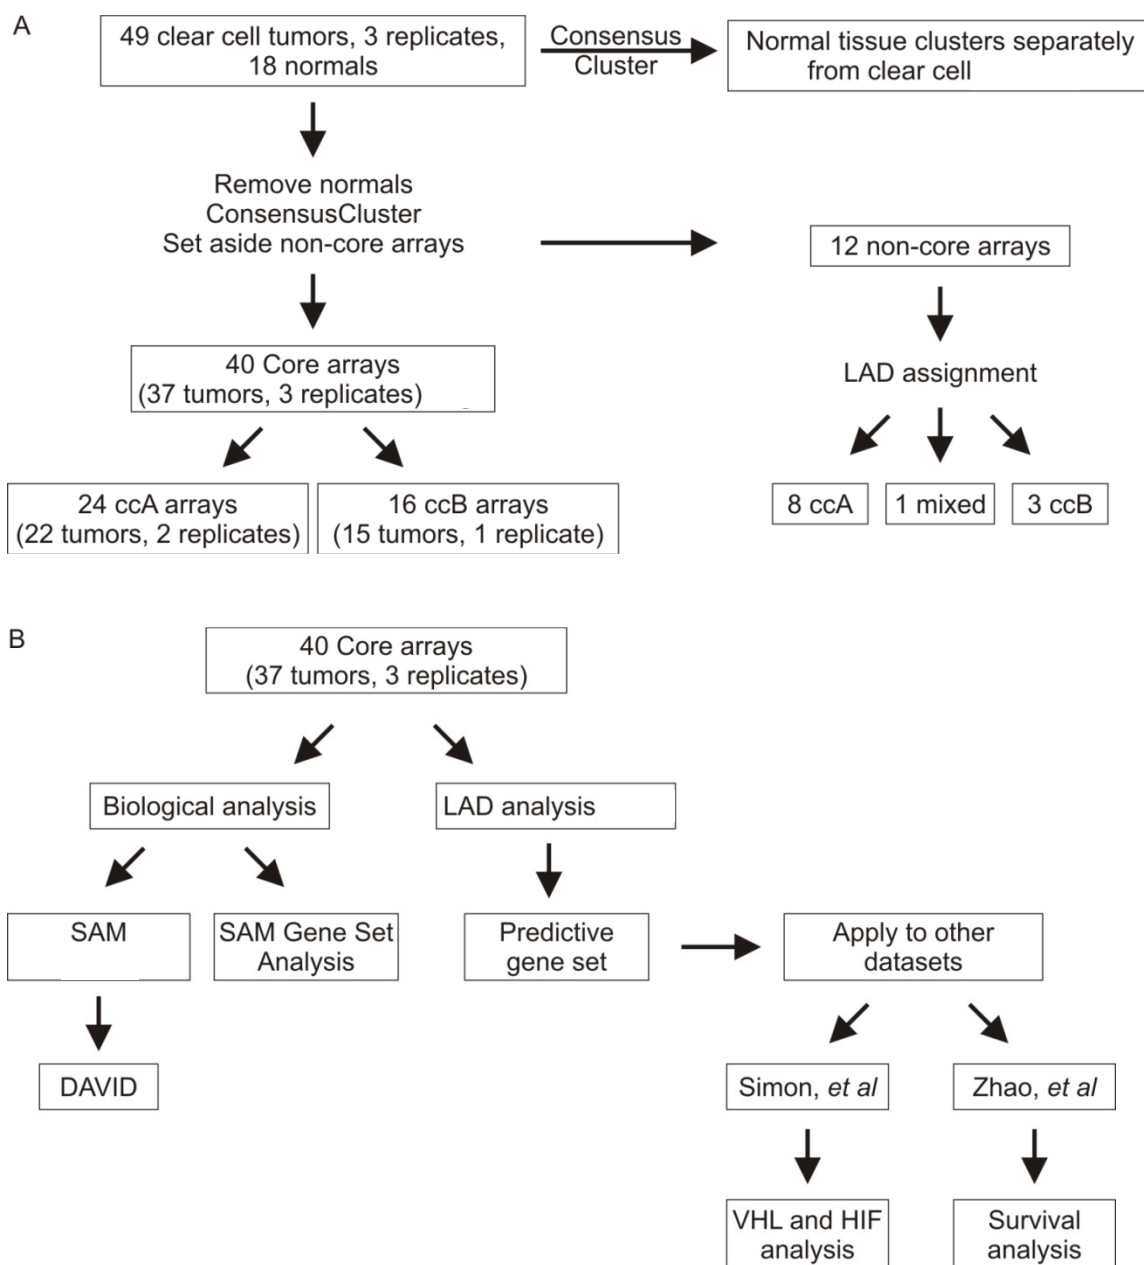 A
49 clear cell tumors, 3 replicates,
18 normals
Consensus
Cluster
Normal tissue clusters separately
from clear cell
Remove normals
ConsensusCluster
Set aside non-core arrays
12 non-core arrays
40 Core arrays
(37 tumors, 3 replicates)
LAD assignment
24 ccA arrays
(22 tumors, 2 replicates)
16 ccB arrays
(15 tumors, 1 replicate)
8 ccA
1 mixed
3 ccB
B
40 Core arrays
(37 tumors, 3 replicates)
Biological analysis
LAD analysis
SAM
SAM Gene Set
Analysis
Predictive
gene set
Apply to other
datasets
DAVID
Simon, et al
Zhao, et al
VHL and HIF
analysis
Survival
analysis